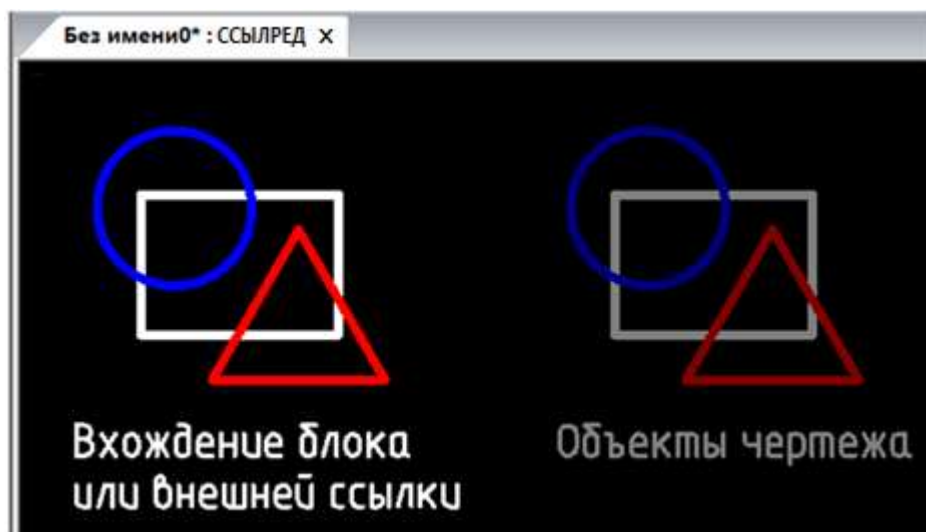 Без имени0* : ССЫЛРЕД ×
Вхождение блока
или внешней ссылки
Объекты чертежа